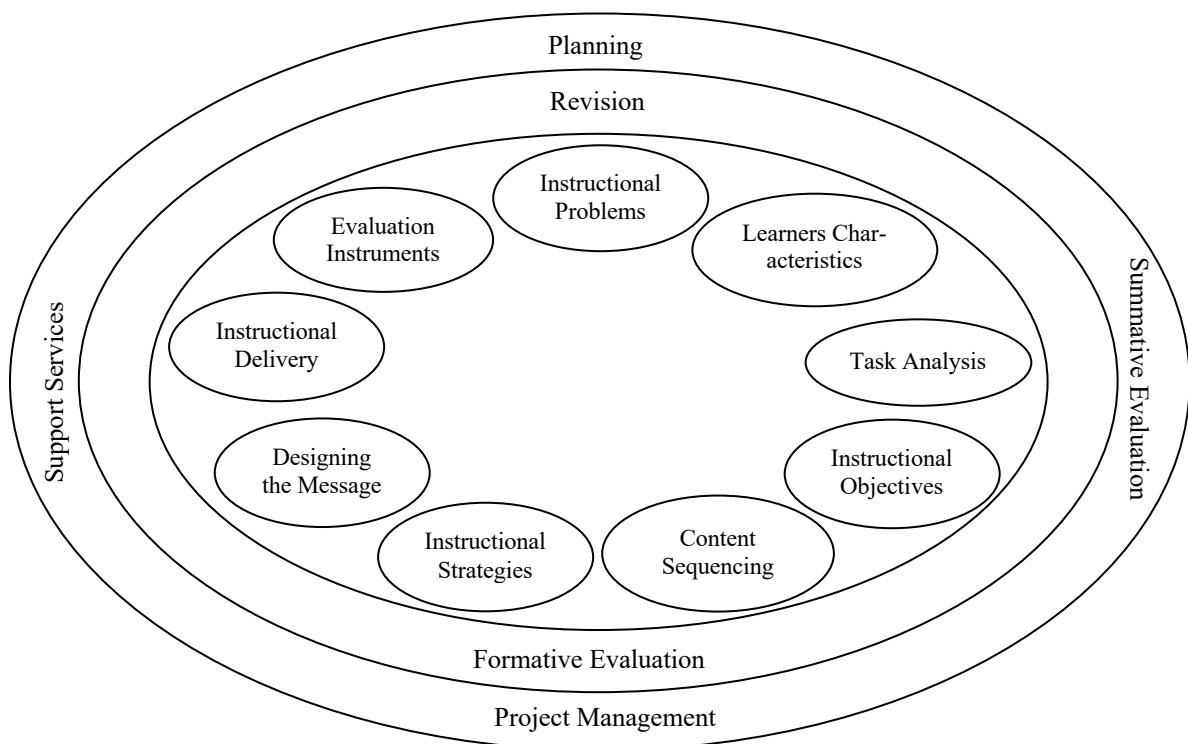 Planning
Revision
Instructional
Problems
Evaluation
Instruments
Learners Char-
acteristics
Instructional
Delivery
Task Analysis
Support Services
Summative Evaluation
Designing
the Message
Instructional
Objectives
Instructional
Strategies
Content
Sequencing
Formative Evaluation
Project Management